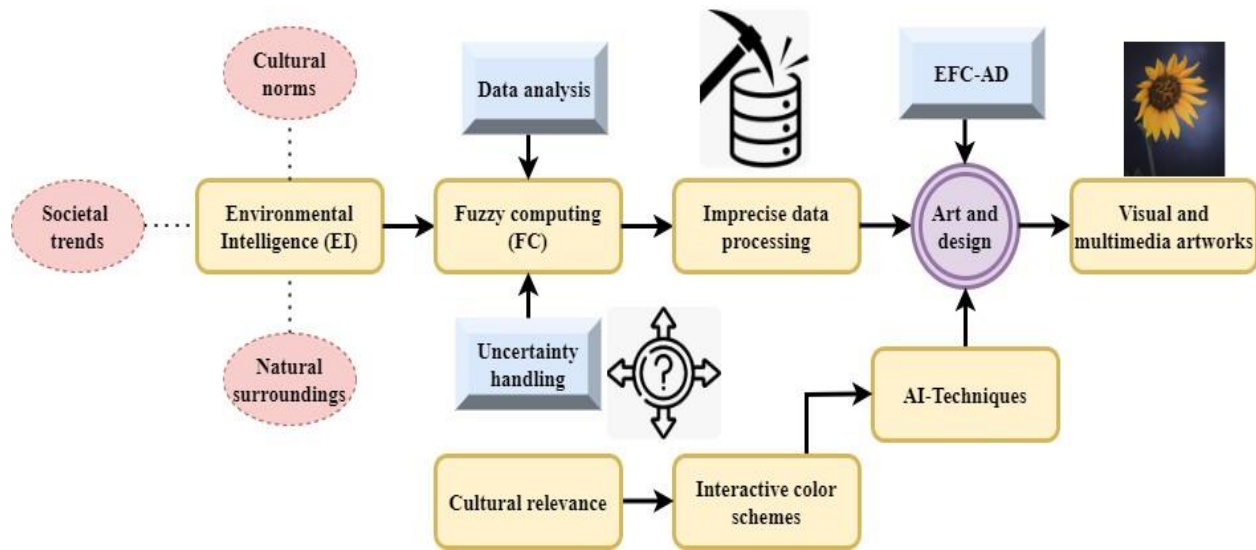 Cultural
norms
Data analysis
EFC-AD
Societal
trends
Environmental
Intelligence (EI)
Fuzzy computing
(FC)
Imprecise data
processing
Art and
design
Visual and
multimedia artworks
Natural
surroundings
Uncertainty
handling
?
AI-Techniques
Cultural relevance
Interactive color
schemes